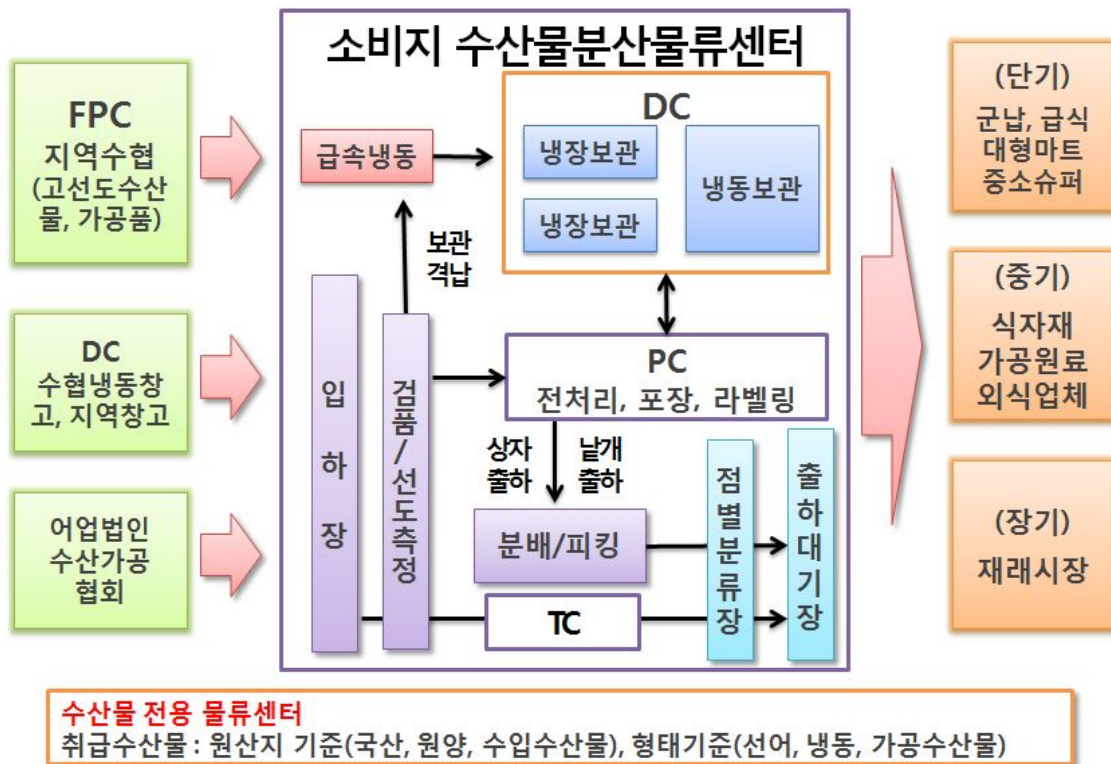 소비지 수산물분산물류센터
FPC
지역수협
(고선도수산
물, 가공품)
DC
수협냉동창
고, 지역창고
어업법인
수산가공
협회
급속냉동
DC
냉장보관
냉장보관
냉동보관
보관
격납
입하장
검품/선도측정
PC
전처리, 포장, 라벨링
상자
출하
낱개
출하
분배/피킹
TC
점별분류장
출하대기장
(단기)
군납, 급식
대형마트
중소슈퍼
(중기)
식자재
가공원료
외식업체
(장기)
재래시장
수산물 전용 물류센터
취급수산물 : 원산지 기준(국산, 원양, 수입수산물), 형태기준(선어, 냉동, 가공수산물)